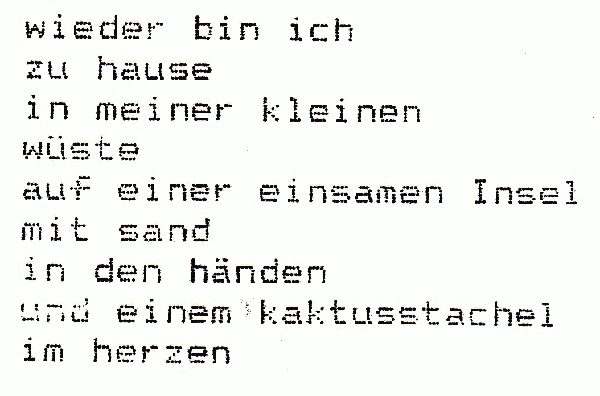 wieder bin ich
zu hause
in meiner kleinen
wüste
auf einer einsamen Insel
mit sand
in den händen
und einem kaktusstachel
im herzen